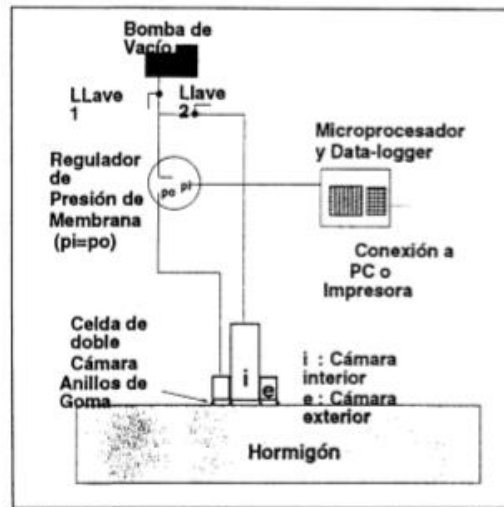 Bomba de
Vacío
LLave
1
Llave
2
Regulador
de
Presión de
Membrana
(pi=po)
po pi
Microprocesador
y Data-logger
Conexión a
PC o
Impresora
Celda de
doble
Cámara
Anillos de
Goma
i
e
i : Cámara
interior
e : Cámara
exterior
Hormigón